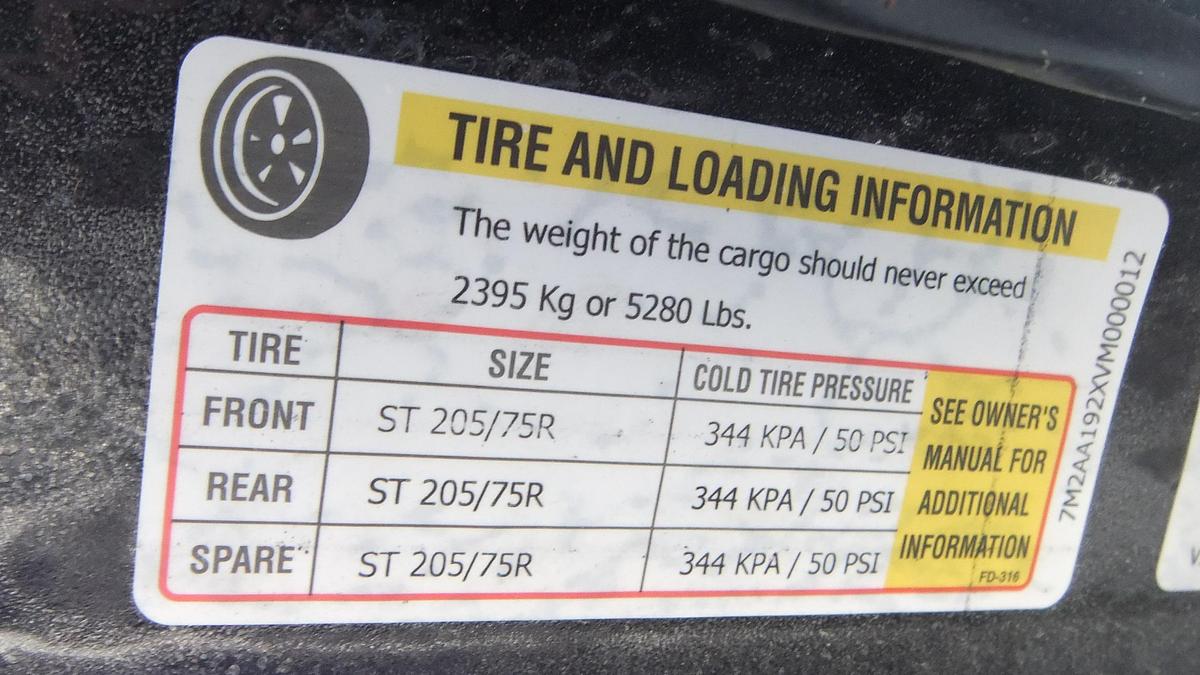 TIRE AND LOADING INFORMATION
The weight of the cargo should never exceed
2395 Kg or 5280 Lbs.
TIRE SIZE COLD TIRE PRESSURE
FRONT ST 205/75R 344 KPA / 50 PSI
REAR ST 205/75R 344 KPA / 50 PSI
SPARE ST 205/75R 344 KPA / 50 PSI
SEE OWNER'S
MANUAL FOR
ADDITIONAL
INFORMATION
FD-316
7M2AA192XVM000012